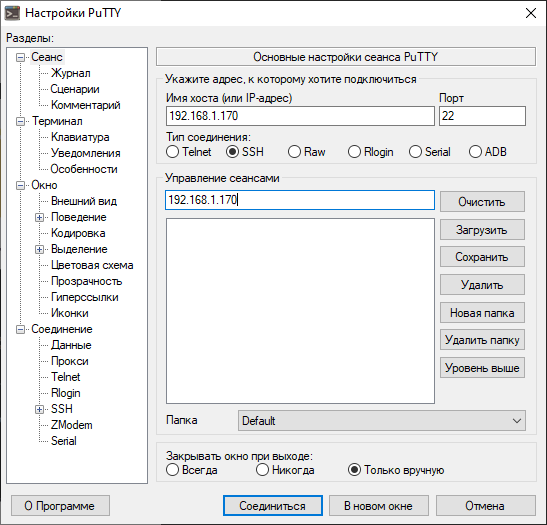 Настройки PuTTY
Разделы:
Сеанс
Журнал
Сценарии
Комментарий
Терминал
Клавиатура
Уведомления
Особенности
Окно
Внешний вид
Поведение
Кодировка
Выделение
Цветовая схема
Прозрачность
Гиперссылки
Иконки
Соединение
Данные
Прокси
Telnet
Rlogin
SSH
ZModem
Serial
Основные настройки сеанса PuTTY
Укажите адрес, к которому хотите подключиться
Имя хоста (или IP-адрес) Порт
192.168.1.170 22
Тип соединения:
Telnet SSH Raw Rlogin Serial ADB
Управление сеансами
192.168.1.170
Очистить
Загрузить
Сохранить
Удалить
Новая папка
Удалить папку
Уровень выше
Папка Default
Закрывать окно при выходе:
Всегда Никогда Только вручную
О Программе Соединиться В новом окне Отмена